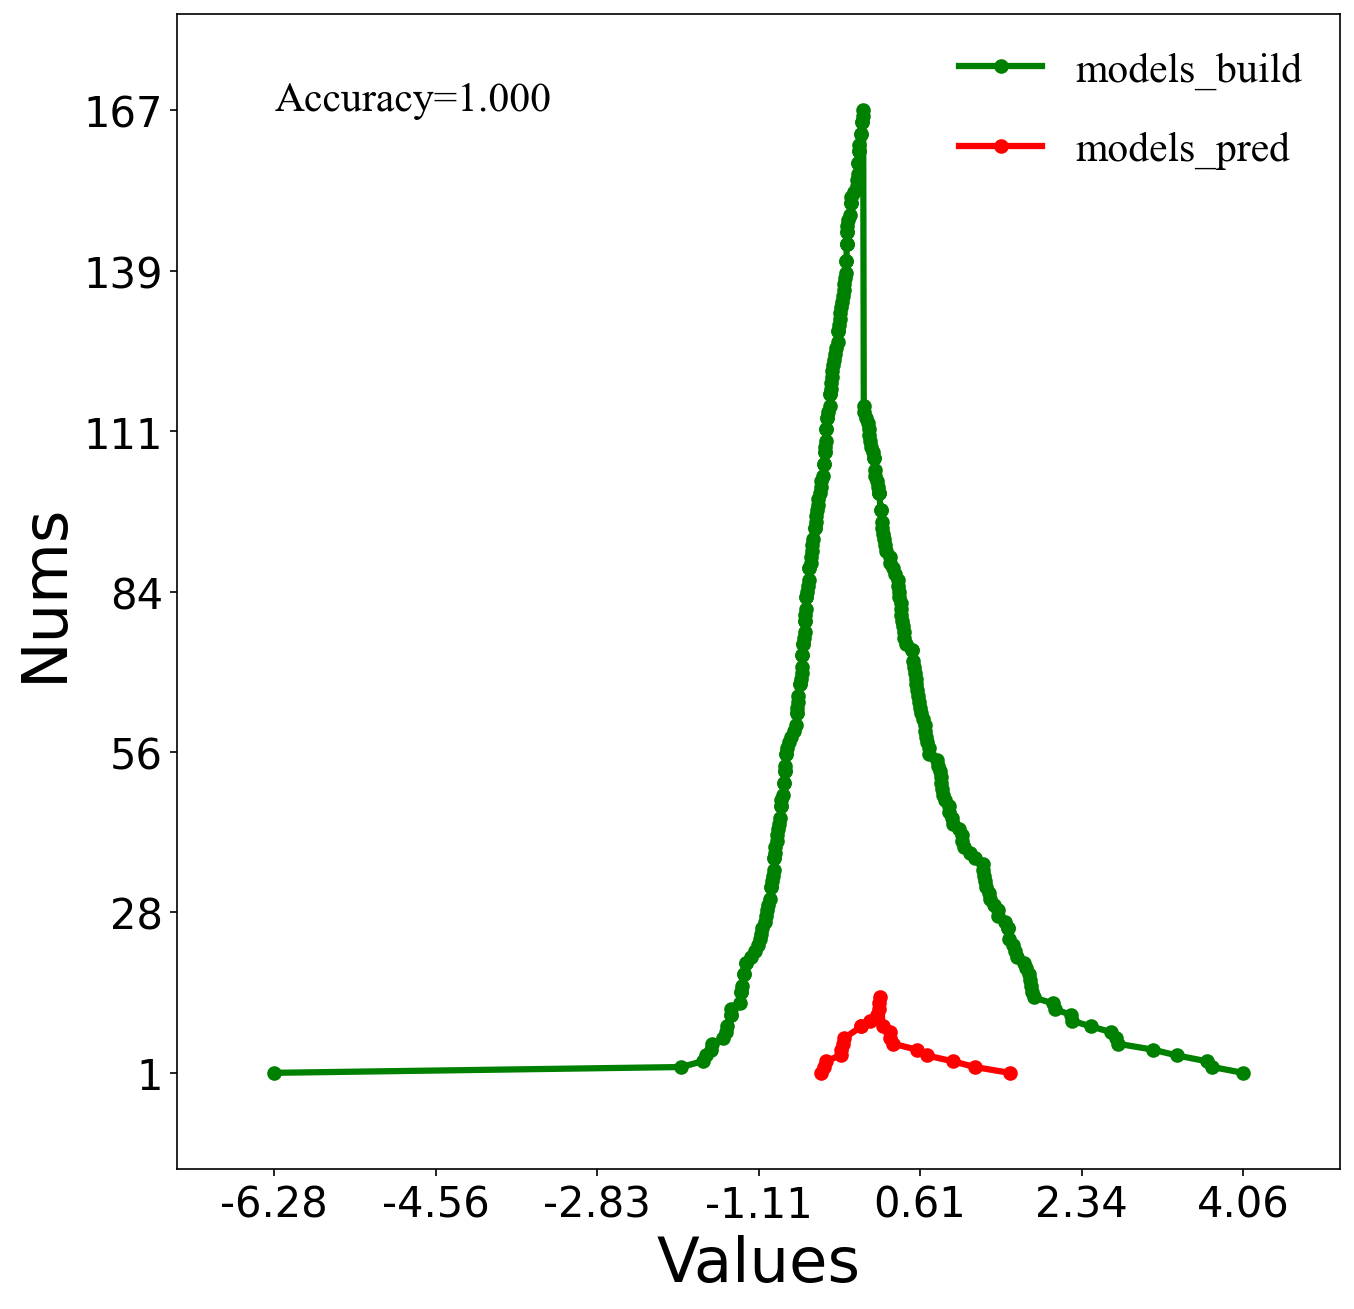 models_build
Accuracy=1.000
models_pred
167
139
111
84
56
28
1
Nums
-6.28 -4.56 -2.83 -1.11 0.61 2.34 4.06
Values